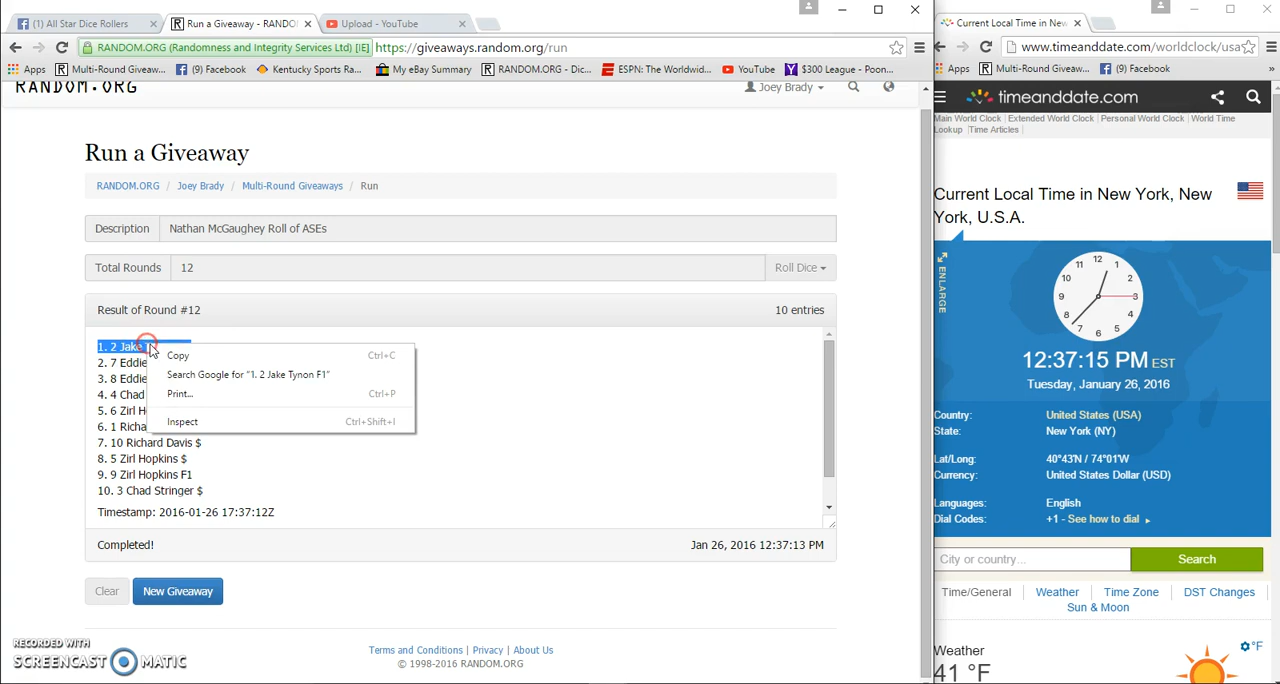 (1) All Star Dice Rollers
Run a Giveaway - RANDO
Upload - YouTube
RANDOM.ORG (Randomness and Integrity Services Ltd) [IE]
https://giveaways.random.org/run
Apps
Multi-Round Giveaw...
(9) Facebook
Kentucky Sports Ra...
My eBay Summary
RANDOM.ORG - Dic...
ESPN: The Worldwid...
YouTube
$300 League - Poon...
RANDOM.ORG
Joey Brady
Run a Giveaway
RANDOM.ORG / Joey Brady / Multi-Round Giveaways / Run
Description
Nathan McGaughey Roll of ASEs
Total Rounds
12
Roll Dice
Result of Round #12
10 entries
1. 2 Jake
2. 7 Eddie
3. 8 Eddie
4. 4 Chad
5. 6 Zirl H
6. 1 Richa
7. 10 Richard Davis $
8. 5 Zirl Hopkins $
9. 9 Zirl Hopkins F1
10. 3 Chad Stringer $
Timestamp: 2016-01-26 17:37:12Z
Copy
Ctrl+C
Search Google for "1. 2 Jake Tynon F1"
Print...
Ctrl+P
Inspect
Ctrl+Shift+I
Completed!
Jan 26, 2016 12:37:13 PM
Clear
New Giveaway
Terms and Conditions | Privacy | About Us
© 1998-2016 RANDOM.ORG
RECORDED WITH
SCREENCAST MATIC
Current Local Time in New
www.timeanddate.com/worldclock/usa
Apps
Multi-Round Giveaw...
(9) Facebook
»
timeanddate.com
Main World Clock | Extended World Clock | Personal World Clock | World Time
Lookup | Time Articles |
Current Local Time in New York, New
York, U.S.A.
ENLARGE
12
1
2
3
4
5
6
7
8
9
10
11
12:37:15 PM EST
Tuesday, January 26, 2016
Country:
United States (USA)
State:
New York (NY)
Lat/Long:
40°43'N / 74°01'W
Currency:
United States Dollar (USD)
Languages:
English
Dial Codes:
+1 - See how to dial
City or country...
Search
Time/General | Weather | Time Zone | DST Changes
Sun & Moon
Weather
°F
41 °F